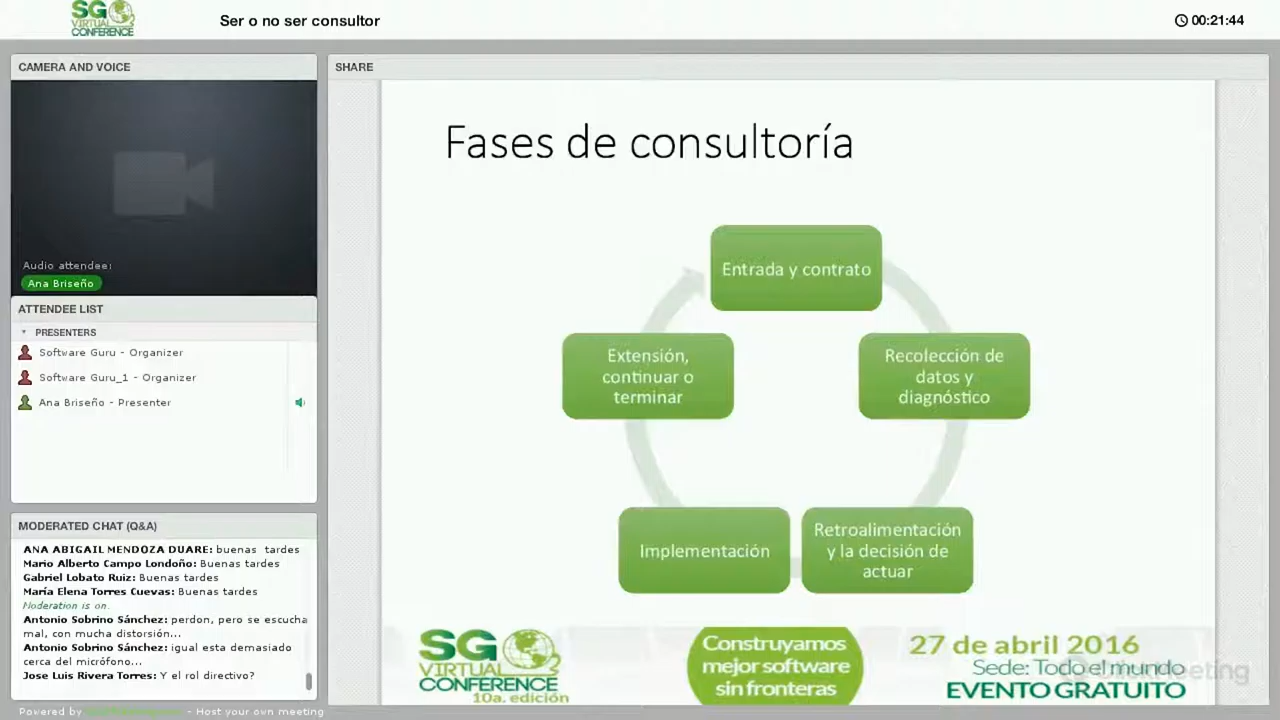 SG
VIRTUAL
CONFERENCE
Ser o no ser consultor
00:21:44
CAMERA AND VOICE
Audio attendee:
Ana Briseño
ATTENDEE LIST
PRESENTERS
Software Guru - Organizer
Software Guru_1 - Organizer
Ana Briseño - Presenter
MODERATED CHAT (Q&A)
ANA ABIGAIL MENDOZA DUARE: buenas tardes
Mario Alberto Campo Londoño: Buenas tardes
Gabriel Lobato Ruiz: Buenas tardes
María Elena Torres Cuevas: Buenas tardes
Moderation is on.
Antonio Sobrino Sánchez: perdon, pero se escucha
mal, con mucha distorsión...
Antonio Sobrino Sánchez: igual esta demasiado
cerca del micrófono...
Jose Luis Rivera Torres: Y el rol directivo?
Powered by - Host your own meeting
SHARE
Fases de consultoría
Entrada y contrato
Recolección de
datos y
diagnóstico
Retroalimentación
y la decisión de
actuar
Implementación
Extensión,
continuar o
terminar
SG
VIRTUAL
CONFERENCE
10a. edición
Construyamos
mejor software
sin fronteras
27 de abril 2016
Sede: Todo el mundo
EVENTO GRATUITO
ClickMeeting